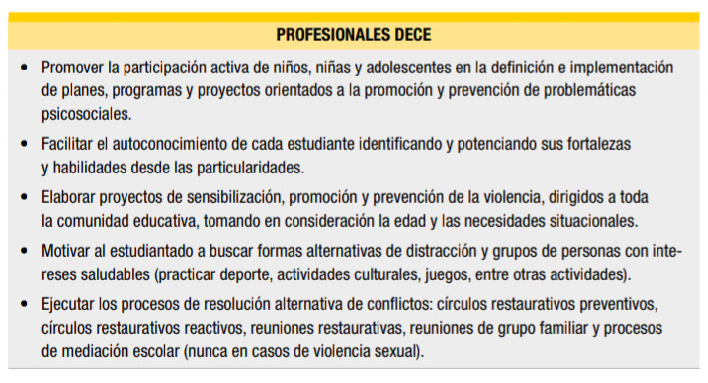 PROFESIONALES DECE
• Promover la participación activa de niños, niñas y adolescentes en la definición e implementación
de planes, programas y proyectos orientados a la promoción y prevención de problemáticas
psicosociales.
• Facilitar el autoconocimiento de cada estudiante identificando y potenciando sus fortalezas
y habilidades desde las particularidades.
• Elaborar proyectos de sensibilización, promoción y prevención de la violencia, dirigidos a toda
la comunidad educativa, tomando en consideración la edad y las necesidades situacionales.
• Motivar al estudiantado a buscar formas alternativas de distracción y grupos de personas con inte-
reses saludables (practicar deporte, actividades culturales, juegos, entre otras actividades).
• Ejecutar los procesos de resolución alternativa de conflictos: círculos restaurativos preventivos,
círculos restaurativos reactivos, reuniones restaurativas, reuniones de grupo familiar y procesos
de mediación escolar (nunca en casos de violencia sexual).